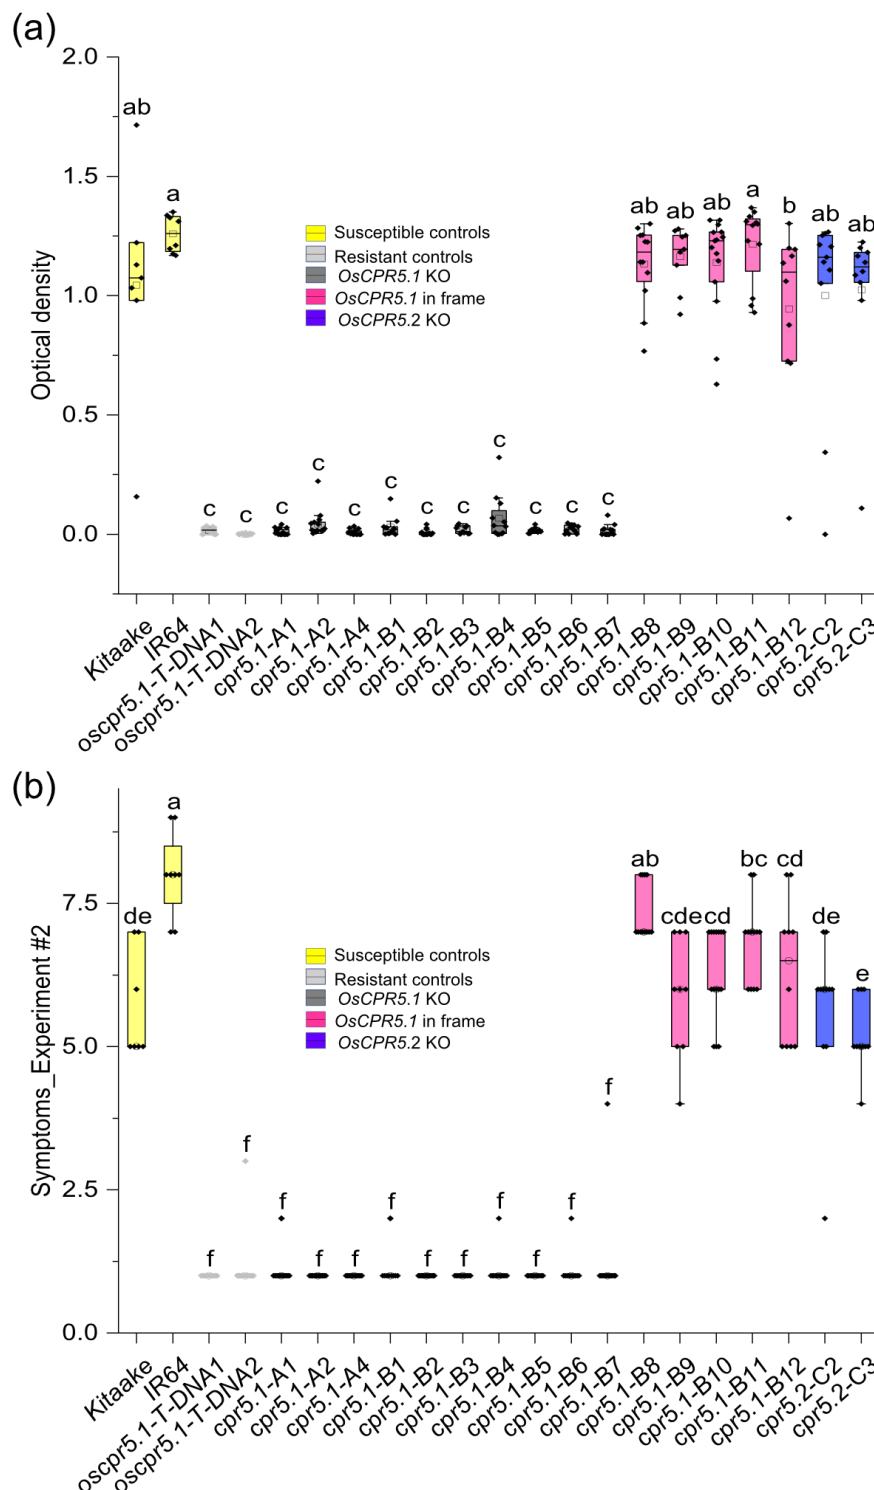 (a)
2.0
1.5
1.0
0.5
0.0
Optical density
ab
a
c
c
c
c
c
c
c
c
c
c
c
c
ab
ab
ab
a
b
ab
ab
Susceptible controls
Resistant controls
OsCPR5.1 KO
OsCPR5.1 in frame
OsCPR5.2 KO
Kitaake
IR64
oscpr5.1-T-DNA1
oscpr5.1-T-DNA2
cpr5.1-A1
cpr5.1-A2
cpr5.1-A4
cpr5.1-B1
cpr5.1-B2
cpr5.1-B3
cpr5.1-B4
cpr5.1-B5
cpr5.1-B6
cpr5.1-B7
cpr5.1-B8
cpr5.1-B9
cpr5.1-B10
cpr5.1-B11
cpr5.1-B12
cpr5.2-C2
cpr5.2-C3
(b)
7.5
5.0
2.5
0.0
Symptoms_Experiment #2
de
a
f
f
f
f
f
f
f
f
f
f
f
f
ab
cde
cd
bc
cd
de
e
Susceptible controls
Resistant controls
OsCPR5.1 KO
OsCPR5.1 in frame
OsCPR5.2 KO
Kitaake
IR64
oscpr5.1-T-DNA1
oscpr5.1-T-DNA2
cpr5.1-A1
cpr5.1-A2
cpr5.1-A4
cpr5.1-B1
cpr5.1-B2
cpr5.1-B3
cpr5.1-B4
cpr5.1-B5
cpr5.1-B6
cpr5.1-B7
cpr5.1-B8
cpr5.1-B9
cpr5.1-B10
cpr5.1-B11
cpr5.1-B12
cpr5.2-C2
cpr5.2-C3